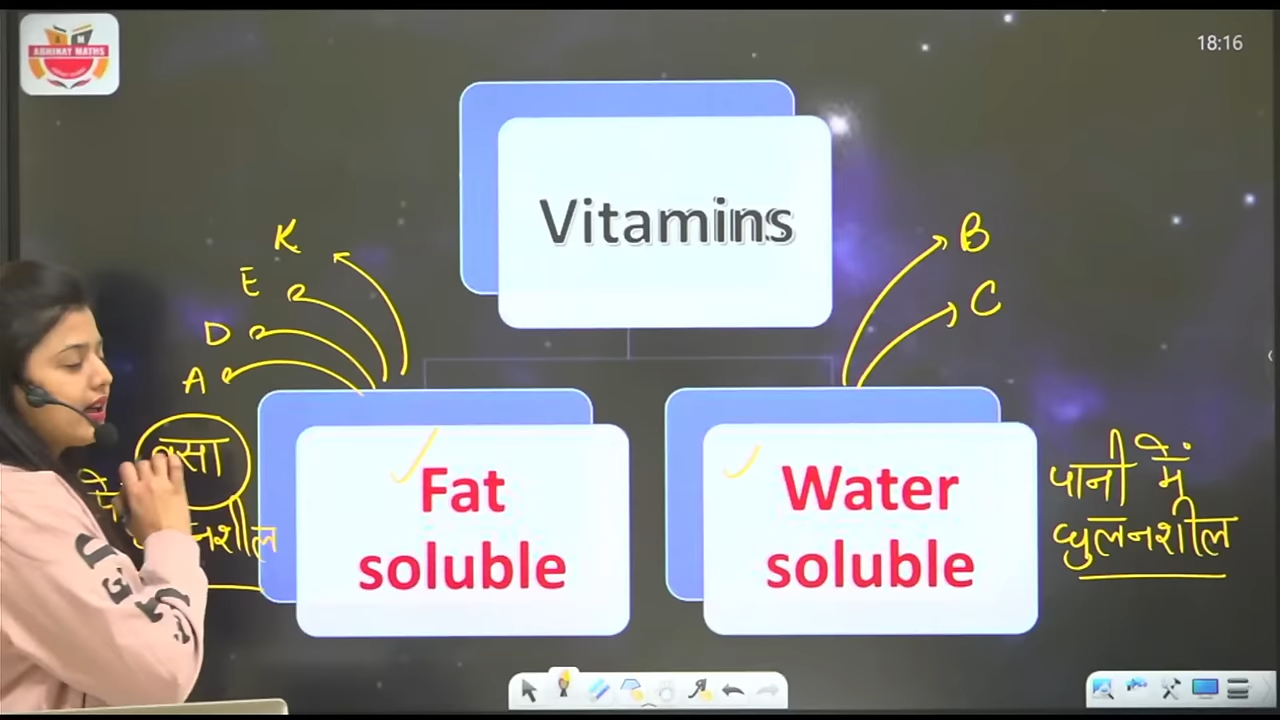 ABHINAY MATHS
18:16
Vitamins
K
E
D
A
B
C
वसा
में
Fat
soluble
Water
soluble
पानी में
घुलनशील